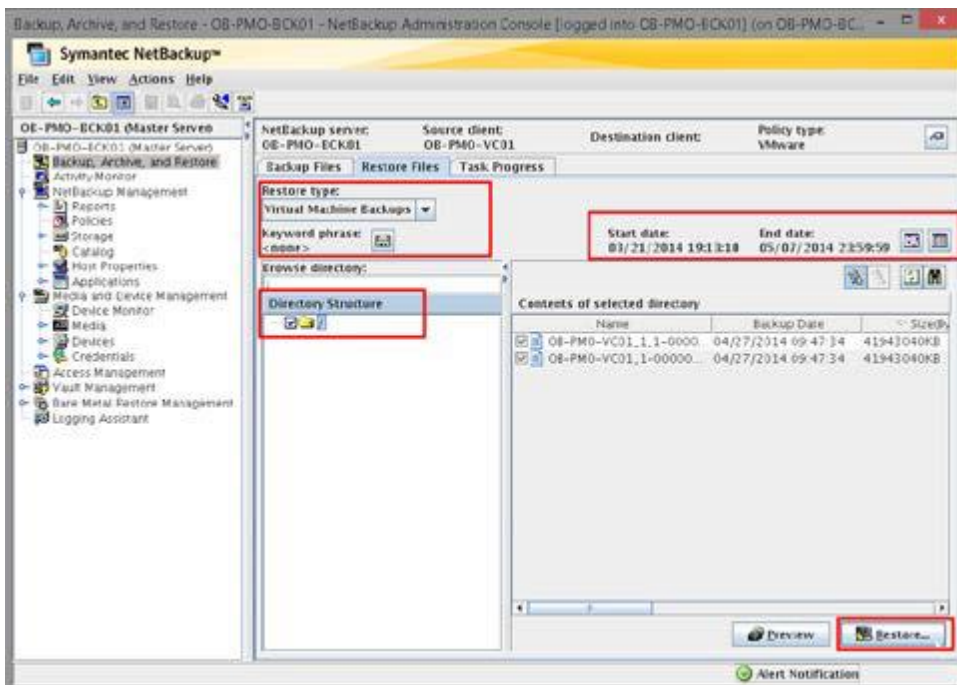 Backup, Archive, and Restore - OB-PMO-BCK01 - NetBackup Administration Console [logged into OB-PMO-BCK01] (on OB-PMO-BC...
Symantec NetBackup™
File Edit View Actions Help
OB-PMO-BCK01 (Master Server)
OB-PMO-BCK01 (Master Server)
Backup, Archive, and Restore
Activity Monitor
NetBackup Management
Reports
Policies
Storage
Catalog
Host Properties
Applications
Media and Device Management
Device Monitor
Media
Devices
Credentials
Access Management
Vault Management
Bare Metal Restore Management
Logging Assistant
NetBackup server: Source client: Destination client: Policy type:
OB-PMO-BCK01 OB-PMO-VC01 VMware
Backup Files Restore Files Task Progress
Restore type:
Virtual Machine Backups
Keyword phrase:
<none>
Start date: End date:
03/21/2014 19:13:18 05/07/2014 23:59:59
Browse directory:
/
Directory Structure
/
Contents of selected directory
Name Backup Date Size(By
OB-PMO-VC01_1,1-0000... 04/27/2014 09:47:34 41943040KB
OB-PMO-VC01,1-00000... 04/27/2014 09:47:34 41943040KB
Preview Restore...
Alert Notification